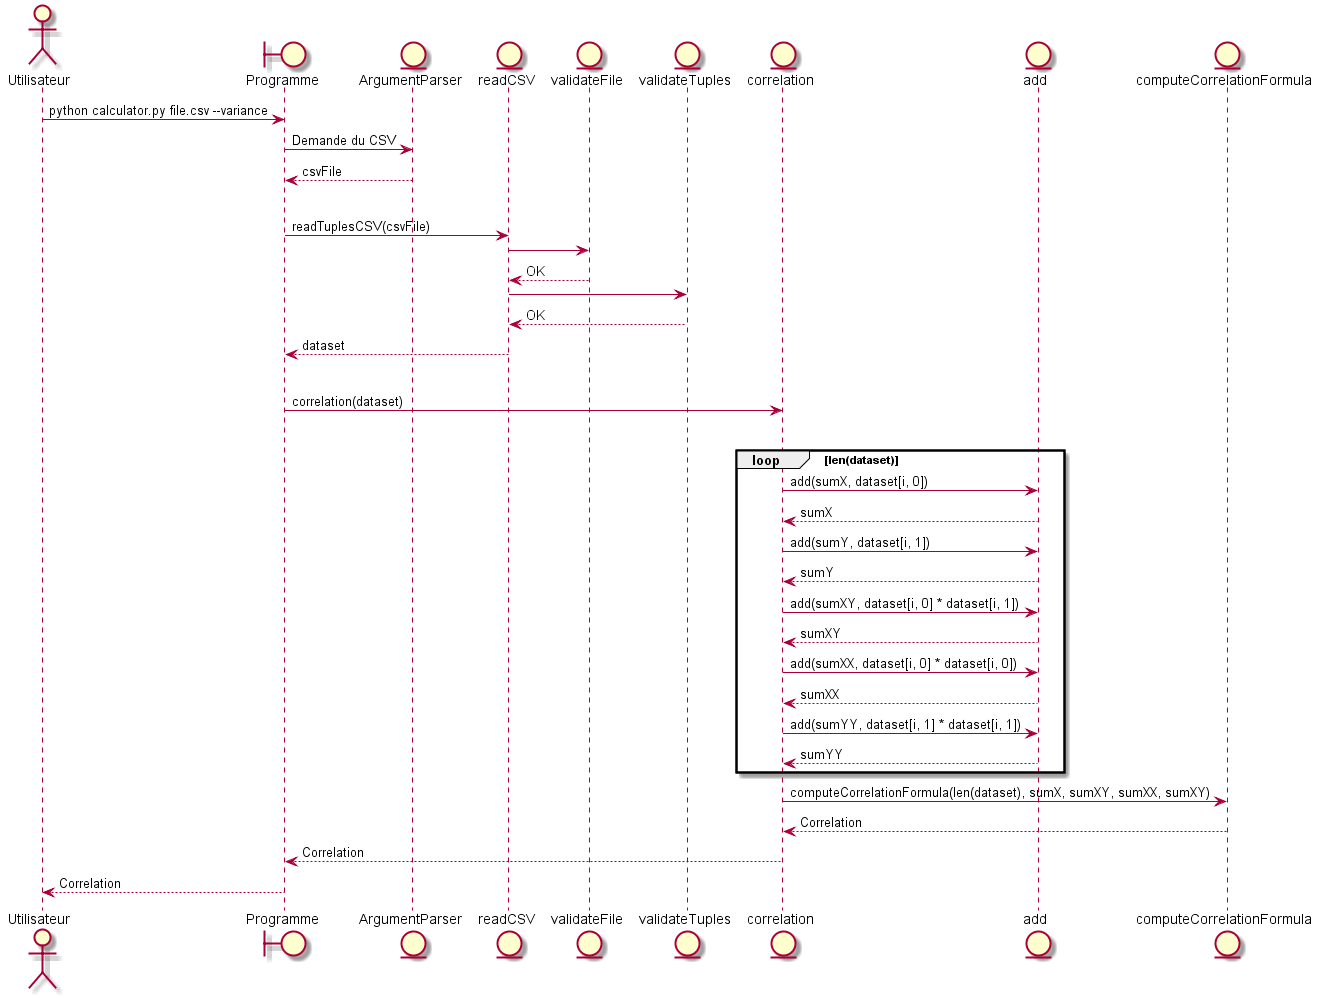 Utilisateur
Programme
ArgumentParser
readCSV
validateFile
validateTuples
correlation
add
computeCorrelationFormula
python calculator.py file.csv --variance
Demande du CSV
csvFile
readTuplesCSV(csvFile)
OK
OK
dataset
correlation(dataset)
loop [len(dataset)]
add(sumX, dataset[i, 0])
sumX
add(sumY, dataset[i, 1])
sumY
add(sumXY, dataset[i, 0] * dataset[i, 1])
sumXY
add(sumXX, dataset[i, 0] * dataset[i, 0])
sumXX
add(sumYY, dataset[i, 1] * dataset[i, 1])
sumYY
computeCorrelationFormula(len(dataset), sumX, sumXY, sumXX, sumXY)
Correlation
Correlation
Correlation
Utilisateur
Programme
ArgumentParser
readCSV
validateFile
validateTuples
correlation
add
computeCorrelationFormula